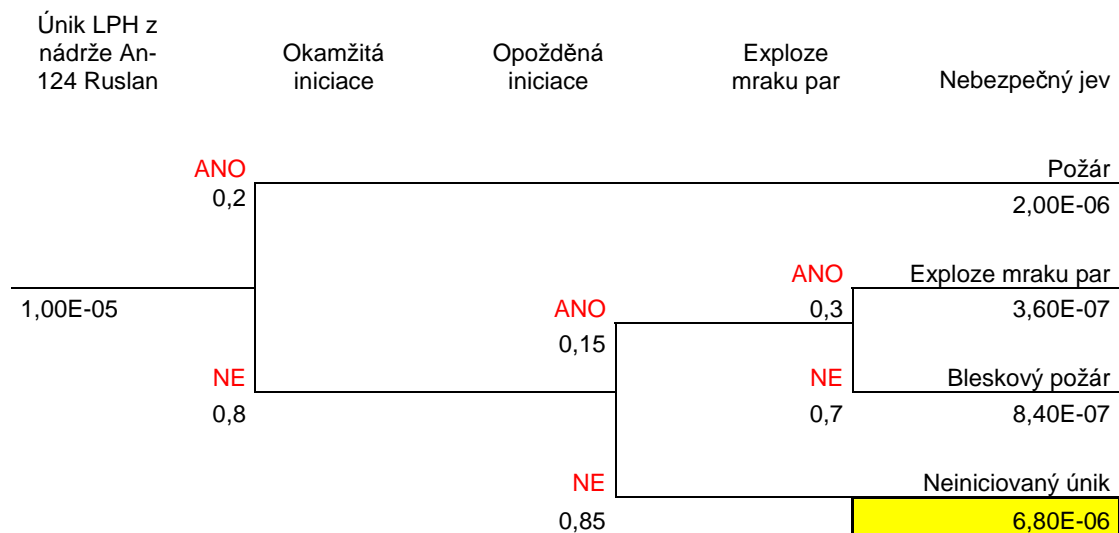 Únik LPH z
nádrže An-
124 Ruslan
Okamžitá
iniciace
Opožděná
iniciace
Exploze
mraku par
Nebezpečný jev
ANO
Požár
0,2
2,00E-06
ANO
Exploze mraku par
1,00E-05
ANO
0,3
3,60E-07
0,15
NE
NE
Bleskový požár
0,8
0,7
8,40E-07
NE
Neiniciovaný únik
0,85
6,80E-06